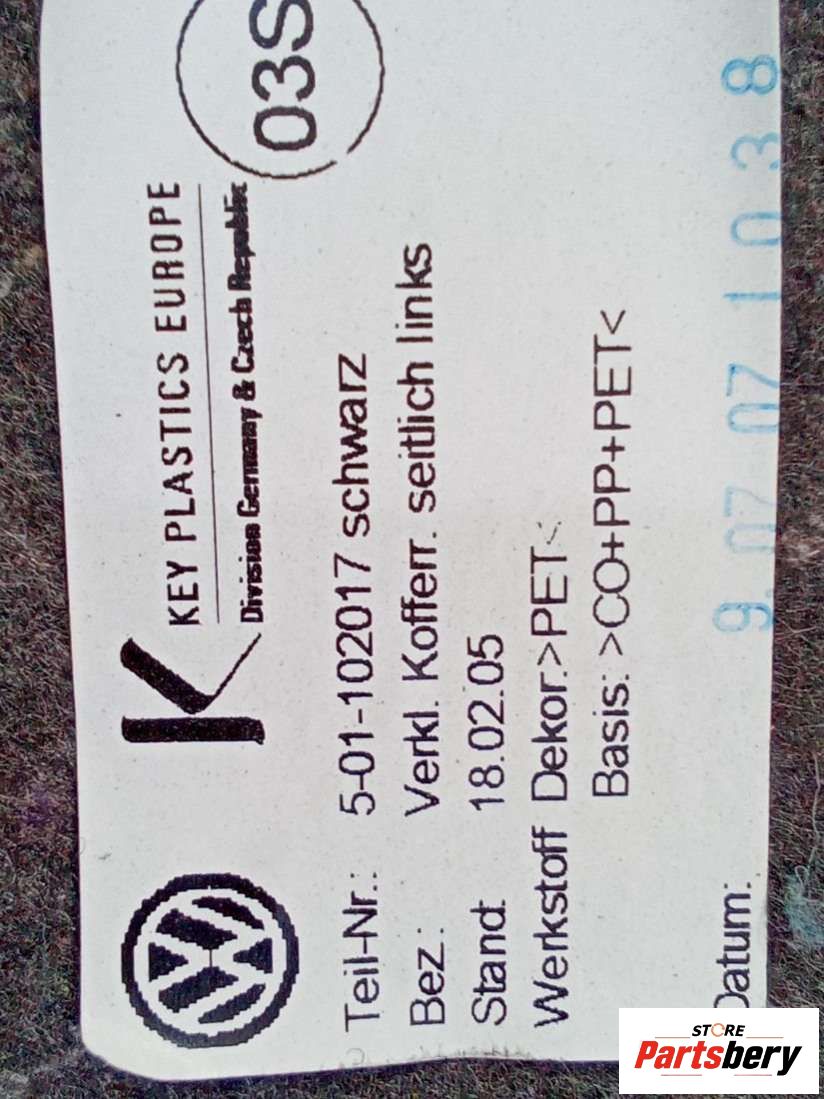 03S
KEY PLASTICS EUROPE
Division Germany & Czech Republic
Teil-Nr.: 5-01-102017 schwarz
Bez.: Verkl. Kofferr. seitlich links
Stand: 18.02.05
Werkstoff Dekor:>PET<
Basis: >CO+PP+PET<
Datum: 9. 07 07 1 0 3 8
STORE
Partsbery